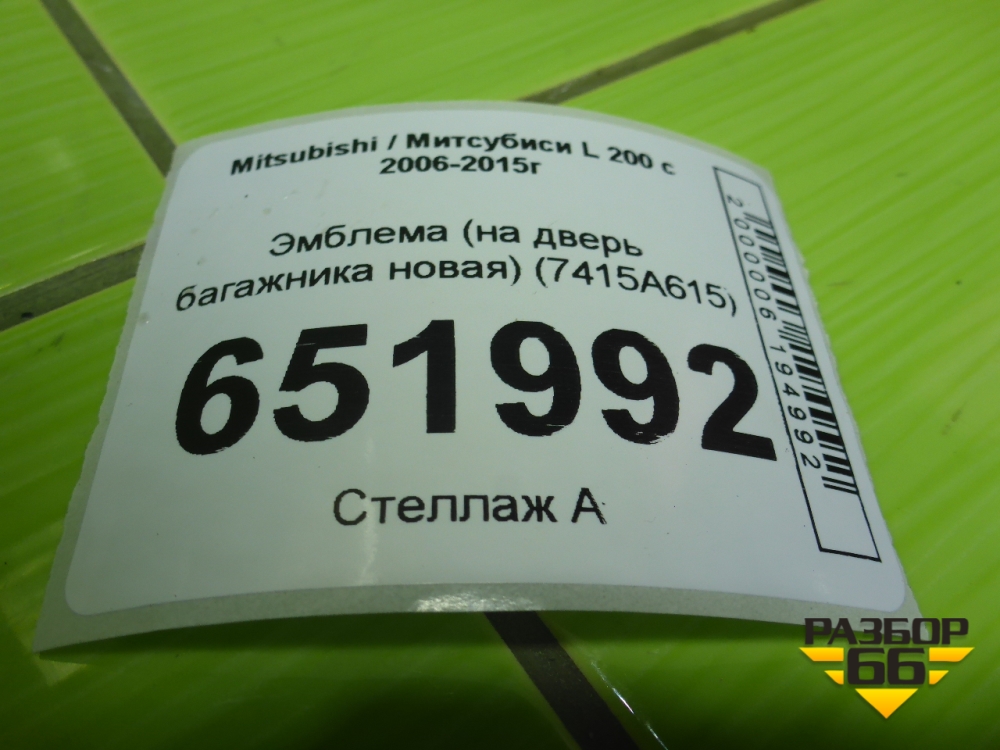 Mitsubishi / Митсубиси L 200 с
2006-2015г
Эмблема (на дверь
багажника новая) (7415A615)
651992
Стеллаж А
2000006194992
РАЗБОР
66